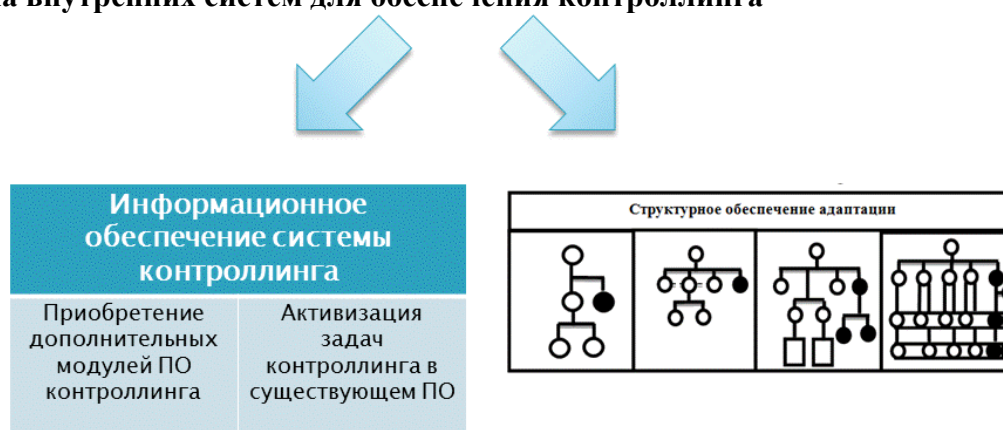 внутренних систем для обеспечения контроллинга
Информационное
обеспечение системы
контроллинга
Приобретение
дополнительных
модулей ПО
контроллинга
Активизация
задач
контроллинга в
существующем ПО
Структурное обеспечение адаптации